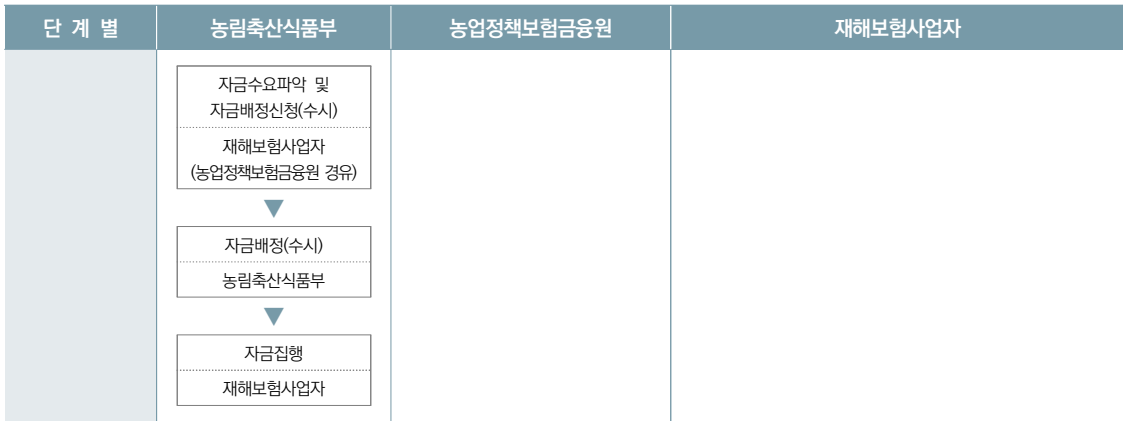 단 계 별 농림축산식품부 농업정책보험금융원 재해보험사업자
자금수요파악 및
자금배정신청(수시)
재해보험사업자
(농업정책보험금융원 경유)
자금배정(수시)
농림축산식품부
자금집행
재해보험사업자